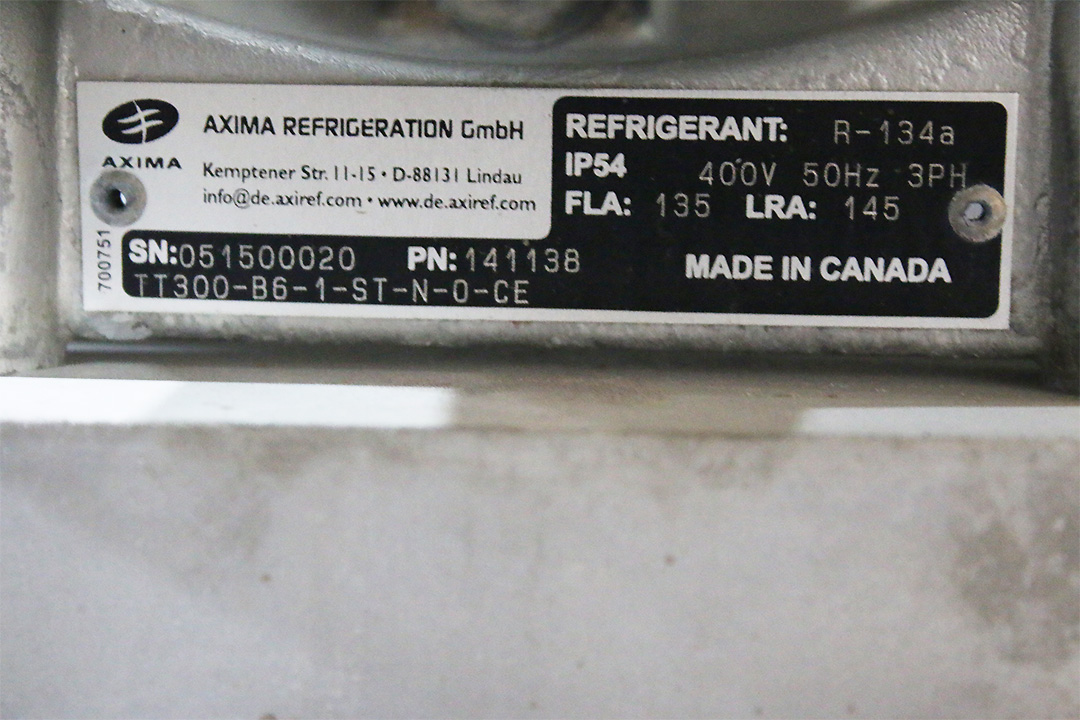 AXIMA
AXIMA REFRIGERATION GmbH
Kemptener Str. 11-15 • D-88131 Lindau
info@de.axiref.com • www.de.axiref.com
REFRIGERANT: R-134a
IP54 400V 50Hz 3PH
FLA: 135 LRA: 145
700751
SN:051500020 PN:141138
TT300-B6-1-ST-N-0-CE
MADE IN CANADA